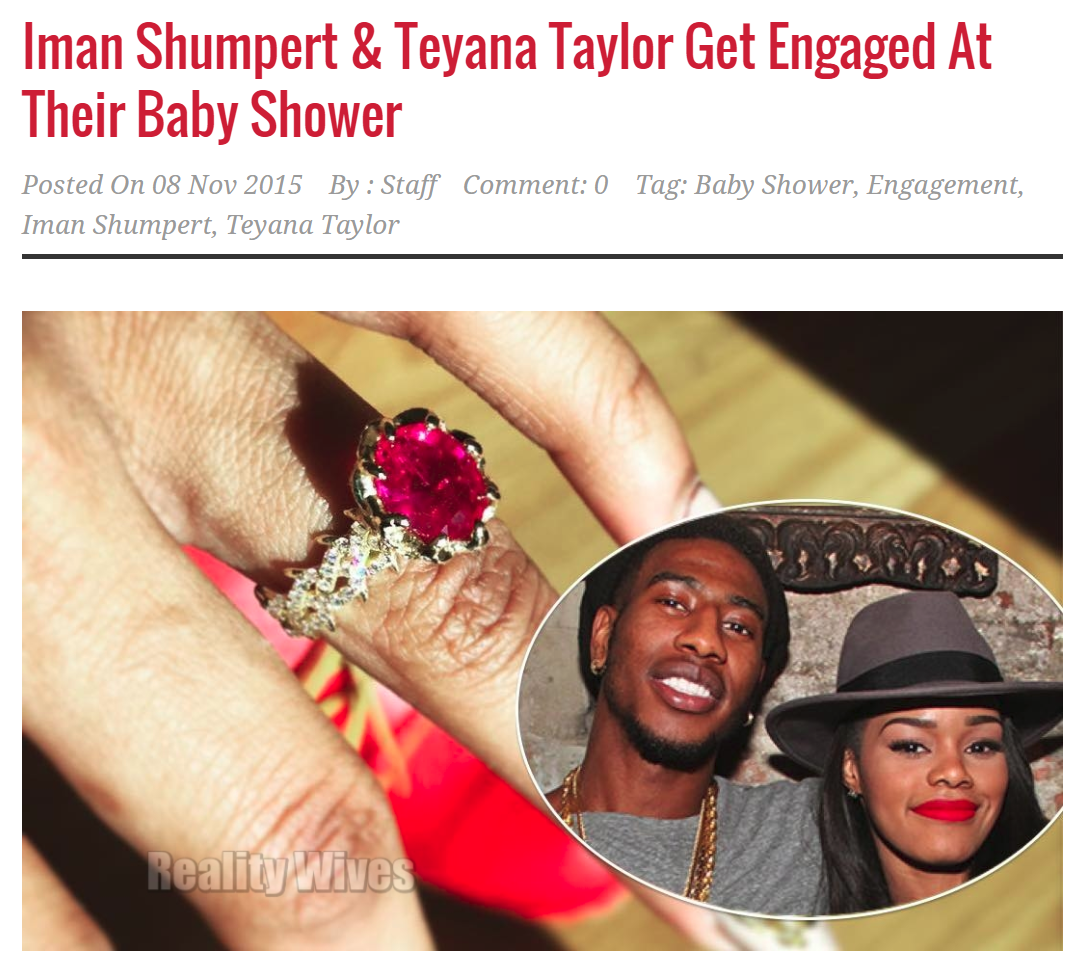 Iman Shumpert & Teyana Taylor Get Engaged At
Their Baby Shower
Posted On 08 Nov 2015 By : Staff Comment: 0 Tag: Baby Shower, Engagement,
Iman Shumpert, Teyana Taylor
Reality Wives